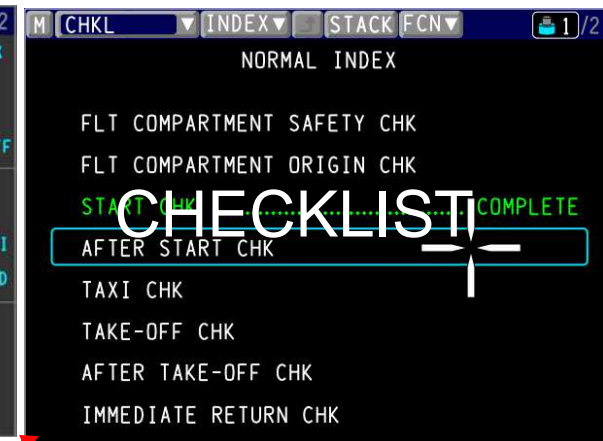 M CHKL INDEX STACK FCN 1/2
NORMAL INDEX
FLT COMPARTMENT SAFETY CHK
FLT COMPARTMENT ORIGIN CHK
START CHK..............................COMPLETE
CHECKLIST
AFTER START CHK
TAXI CHK
TAKE-OFF CHK
AFTER TAKE-OFF CHK
IMMEDIATE RETURN CHK